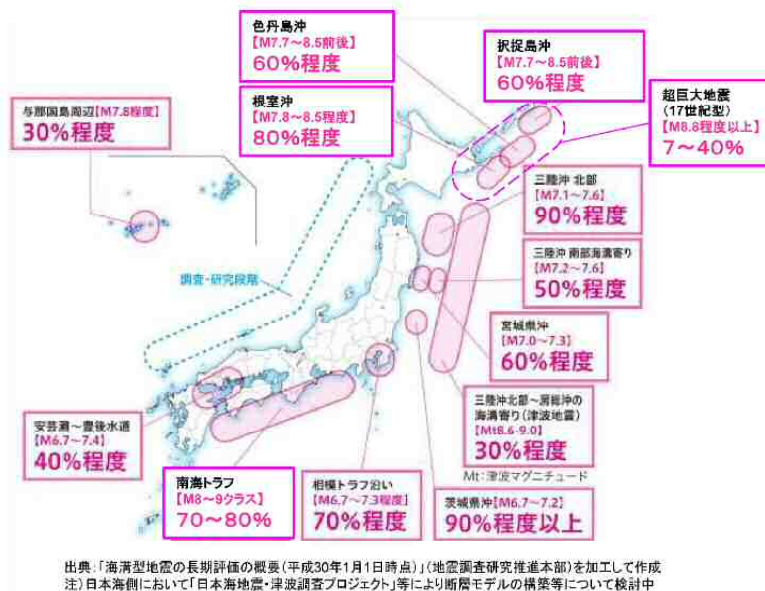 色丹島沖
【M7.7～8.5前後】
60%程度
択捉島沖
【M7.7～8.5前後】
60%程度
根室沖
【M7.8～8.5程度】
80%程度
超巨大地震
(17世紀型)
【M8.8程度以上】
7～40%
与那国島周辺【M7.8程度】
30%程度
三陸沖 北部
【M7.1～7.6】
90%程度
三陸沖 南部海溝寄り
【M7.2～7.6】
50%程度
調査・研究段階
宮城県沖
【M7.0～7.3】
60%程度
三陸沖北部～房総沖の
海溝寄り(津波地震)
【Mt8.6-9.0】
30%程度
Mt:津波マグニチュード
安芸灘～豊後水道
【M6.7～7.4】
40%程度
南海トラフ
【M8～9クラス】
70～80%
相模トラフ沿い
【M6.7～7.3程度】
70%程度
茨城県沖【M6.7～7.2】
90%程度以上
出典:「海溝型地震の長期評価の概要(平成30年1月1日時点)」(地震調査研究推進本部)を加工して作成
注)日本海側において「日本海地震・津波調査プロジェクト」等により断層モデルの構築等について検討中